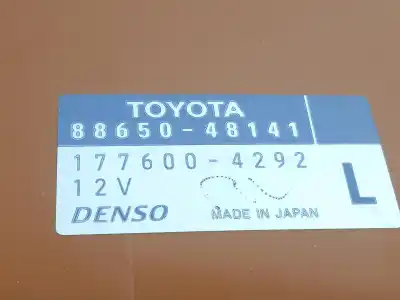 TOYOTA
88650-48141
177600-4292
12V
DENSO
MADE IN JAPAN
L